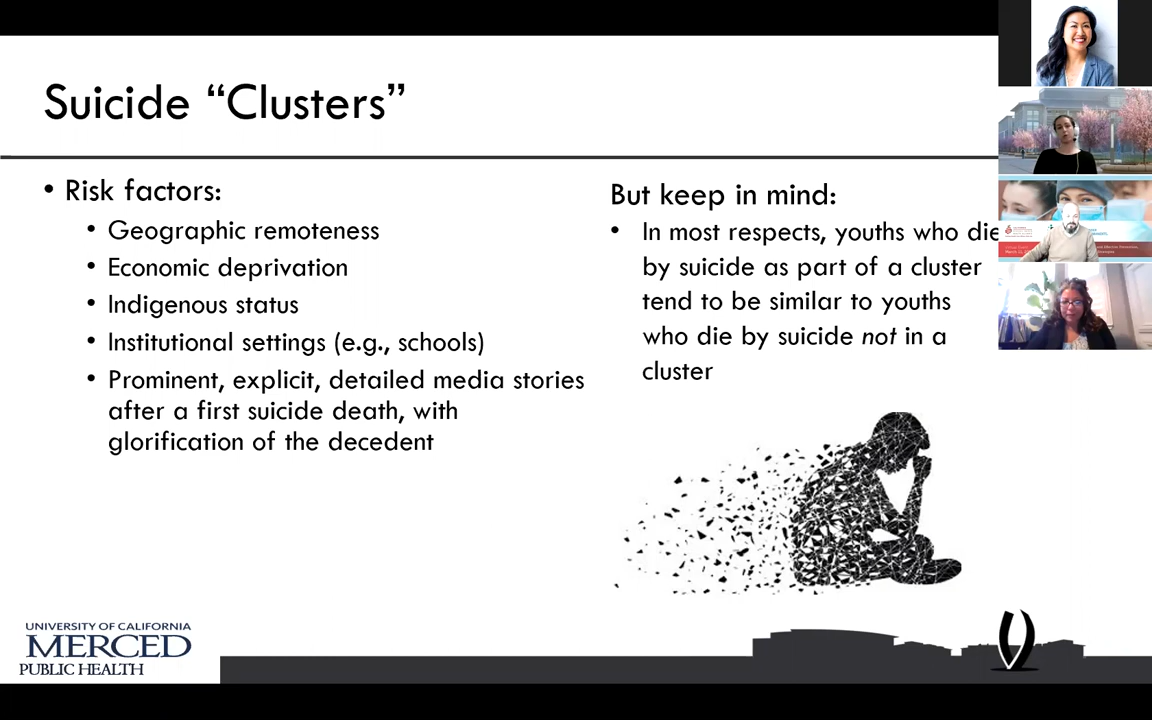 Suicide “Clusters”
• Risk factors:
• Geographic remoteness
• Economic deprivation
• Indigenous status
• Institutional settings (e.g., schools)
• Prominent, explicit, detailed media stories
after a first suicide death, with
glorification of the decedent
But keep in mind:
• In most respects, youths who die
by suicide as part of a cluster
tend to be similar to youths
who die by suicide not in a
cluster
UNIVERSITY OF CALIFORNIA
MERCED
PUBLIC HEALTH